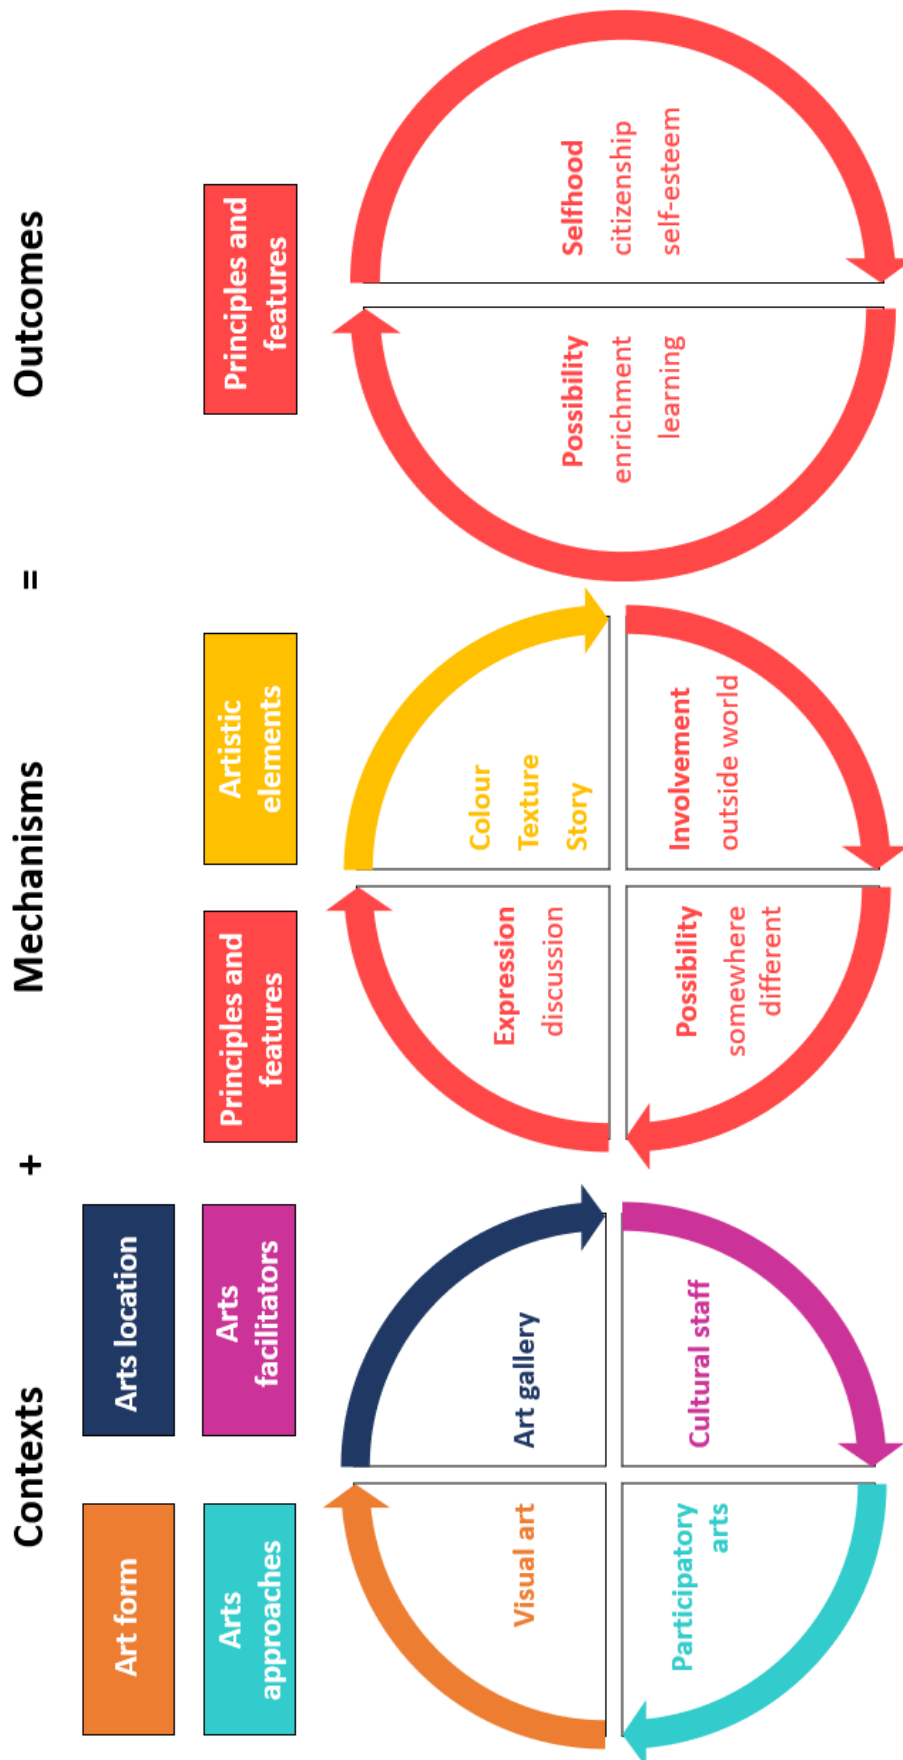 Contexts + Mechanisms = Outcomes
Art form
Arts location
Arts
approaches
Arts
facilitators
Principles and
features
Artistic
elements
Principles and
features
Visual art
Art gallery
Participatory
arts
Cultural staff
Expression
discussion
Colour
Texture
Story
Possibility
somewhere
different
Involvement
outside world
Possibility
enrichment
learning
Selfhood
citizenship
self-esteem